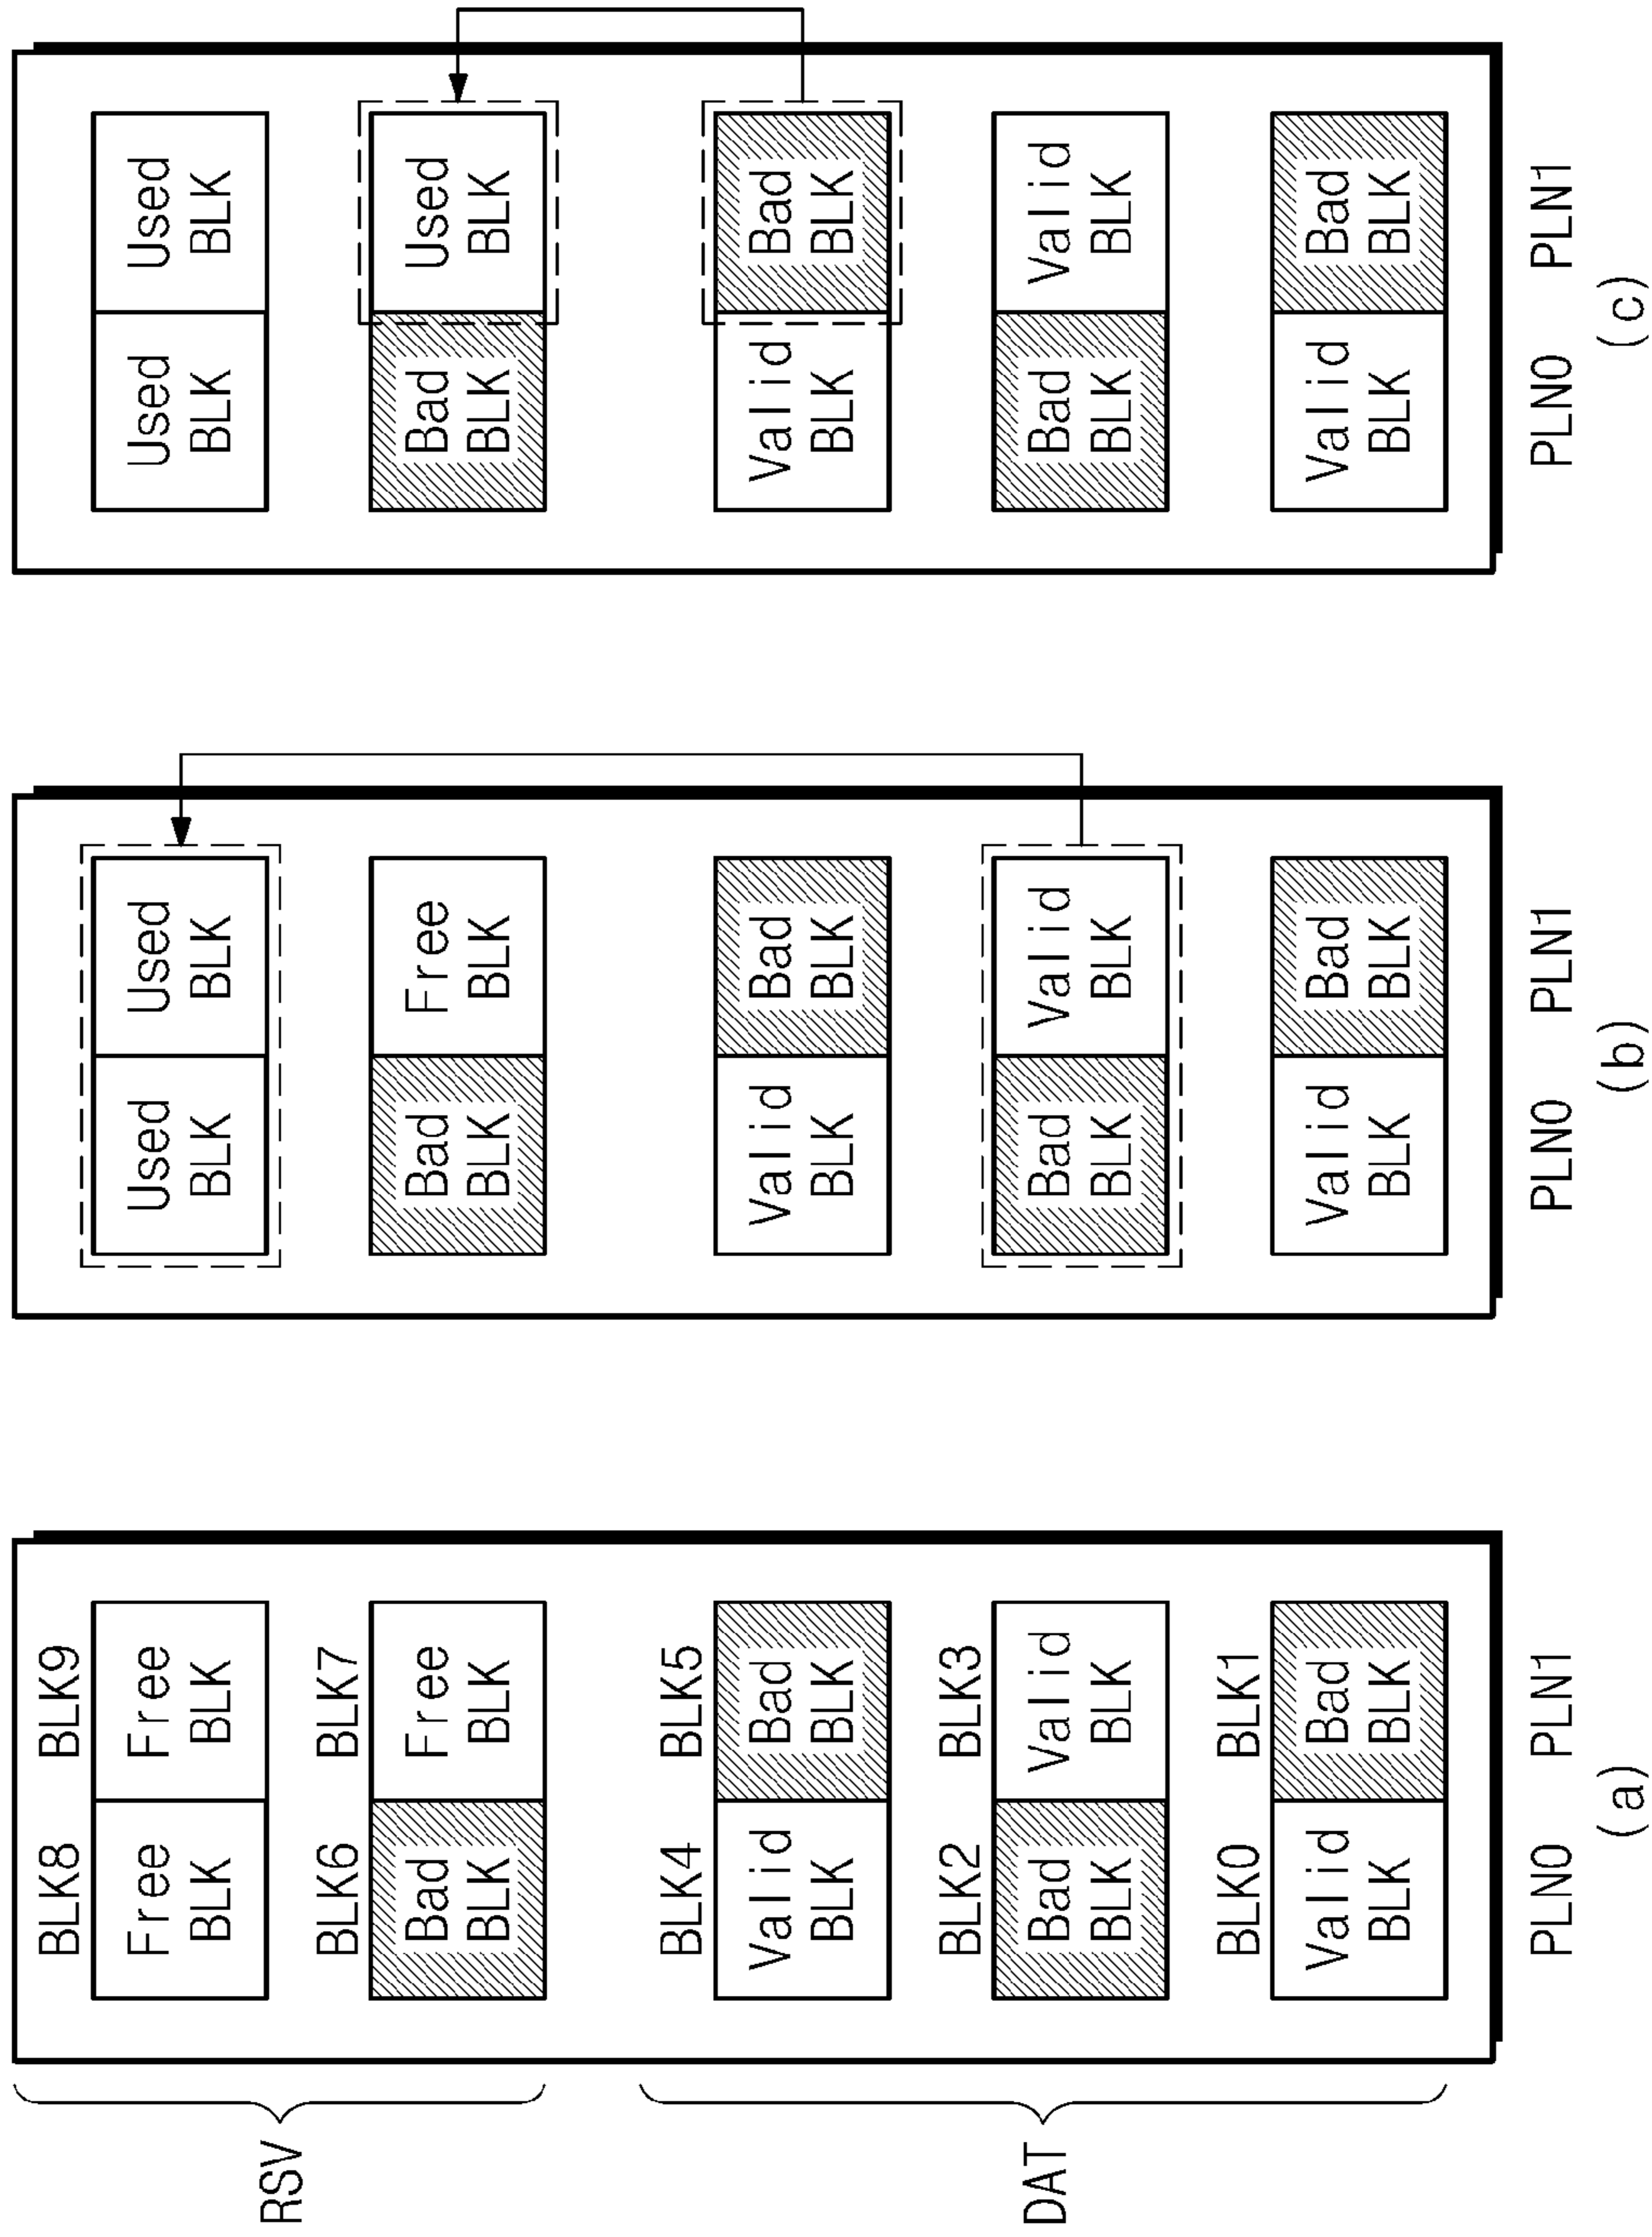 RSV
DAT
BLK8 BLK9
Free BLK
Free BLK
BLK6 BLK7
Bad BLK
Free BLK
BLK4 BLK5
Valid BLK
Bad BLK
BLK2 BLK3
Bad BLK
Valid BLK
BLK0 BLK1
Valid BLK
Bad BLK
PLN0 PLN1
(a)
Used BLK
Used BLK
Bad BLK
Free BLK
Valid BLK
Bad BLK
Bad BLK
Valid BLK
Valid BLK
Bad BLK
PLN0 PLN1
(b)
Used BLK
Used BLK
Bad BLK
Used BLK
Valid BLK
Bad BLK
Bad BLK
Valid BLK
Valid BLK
Bad BLK
PLN0 PLN1
(c)